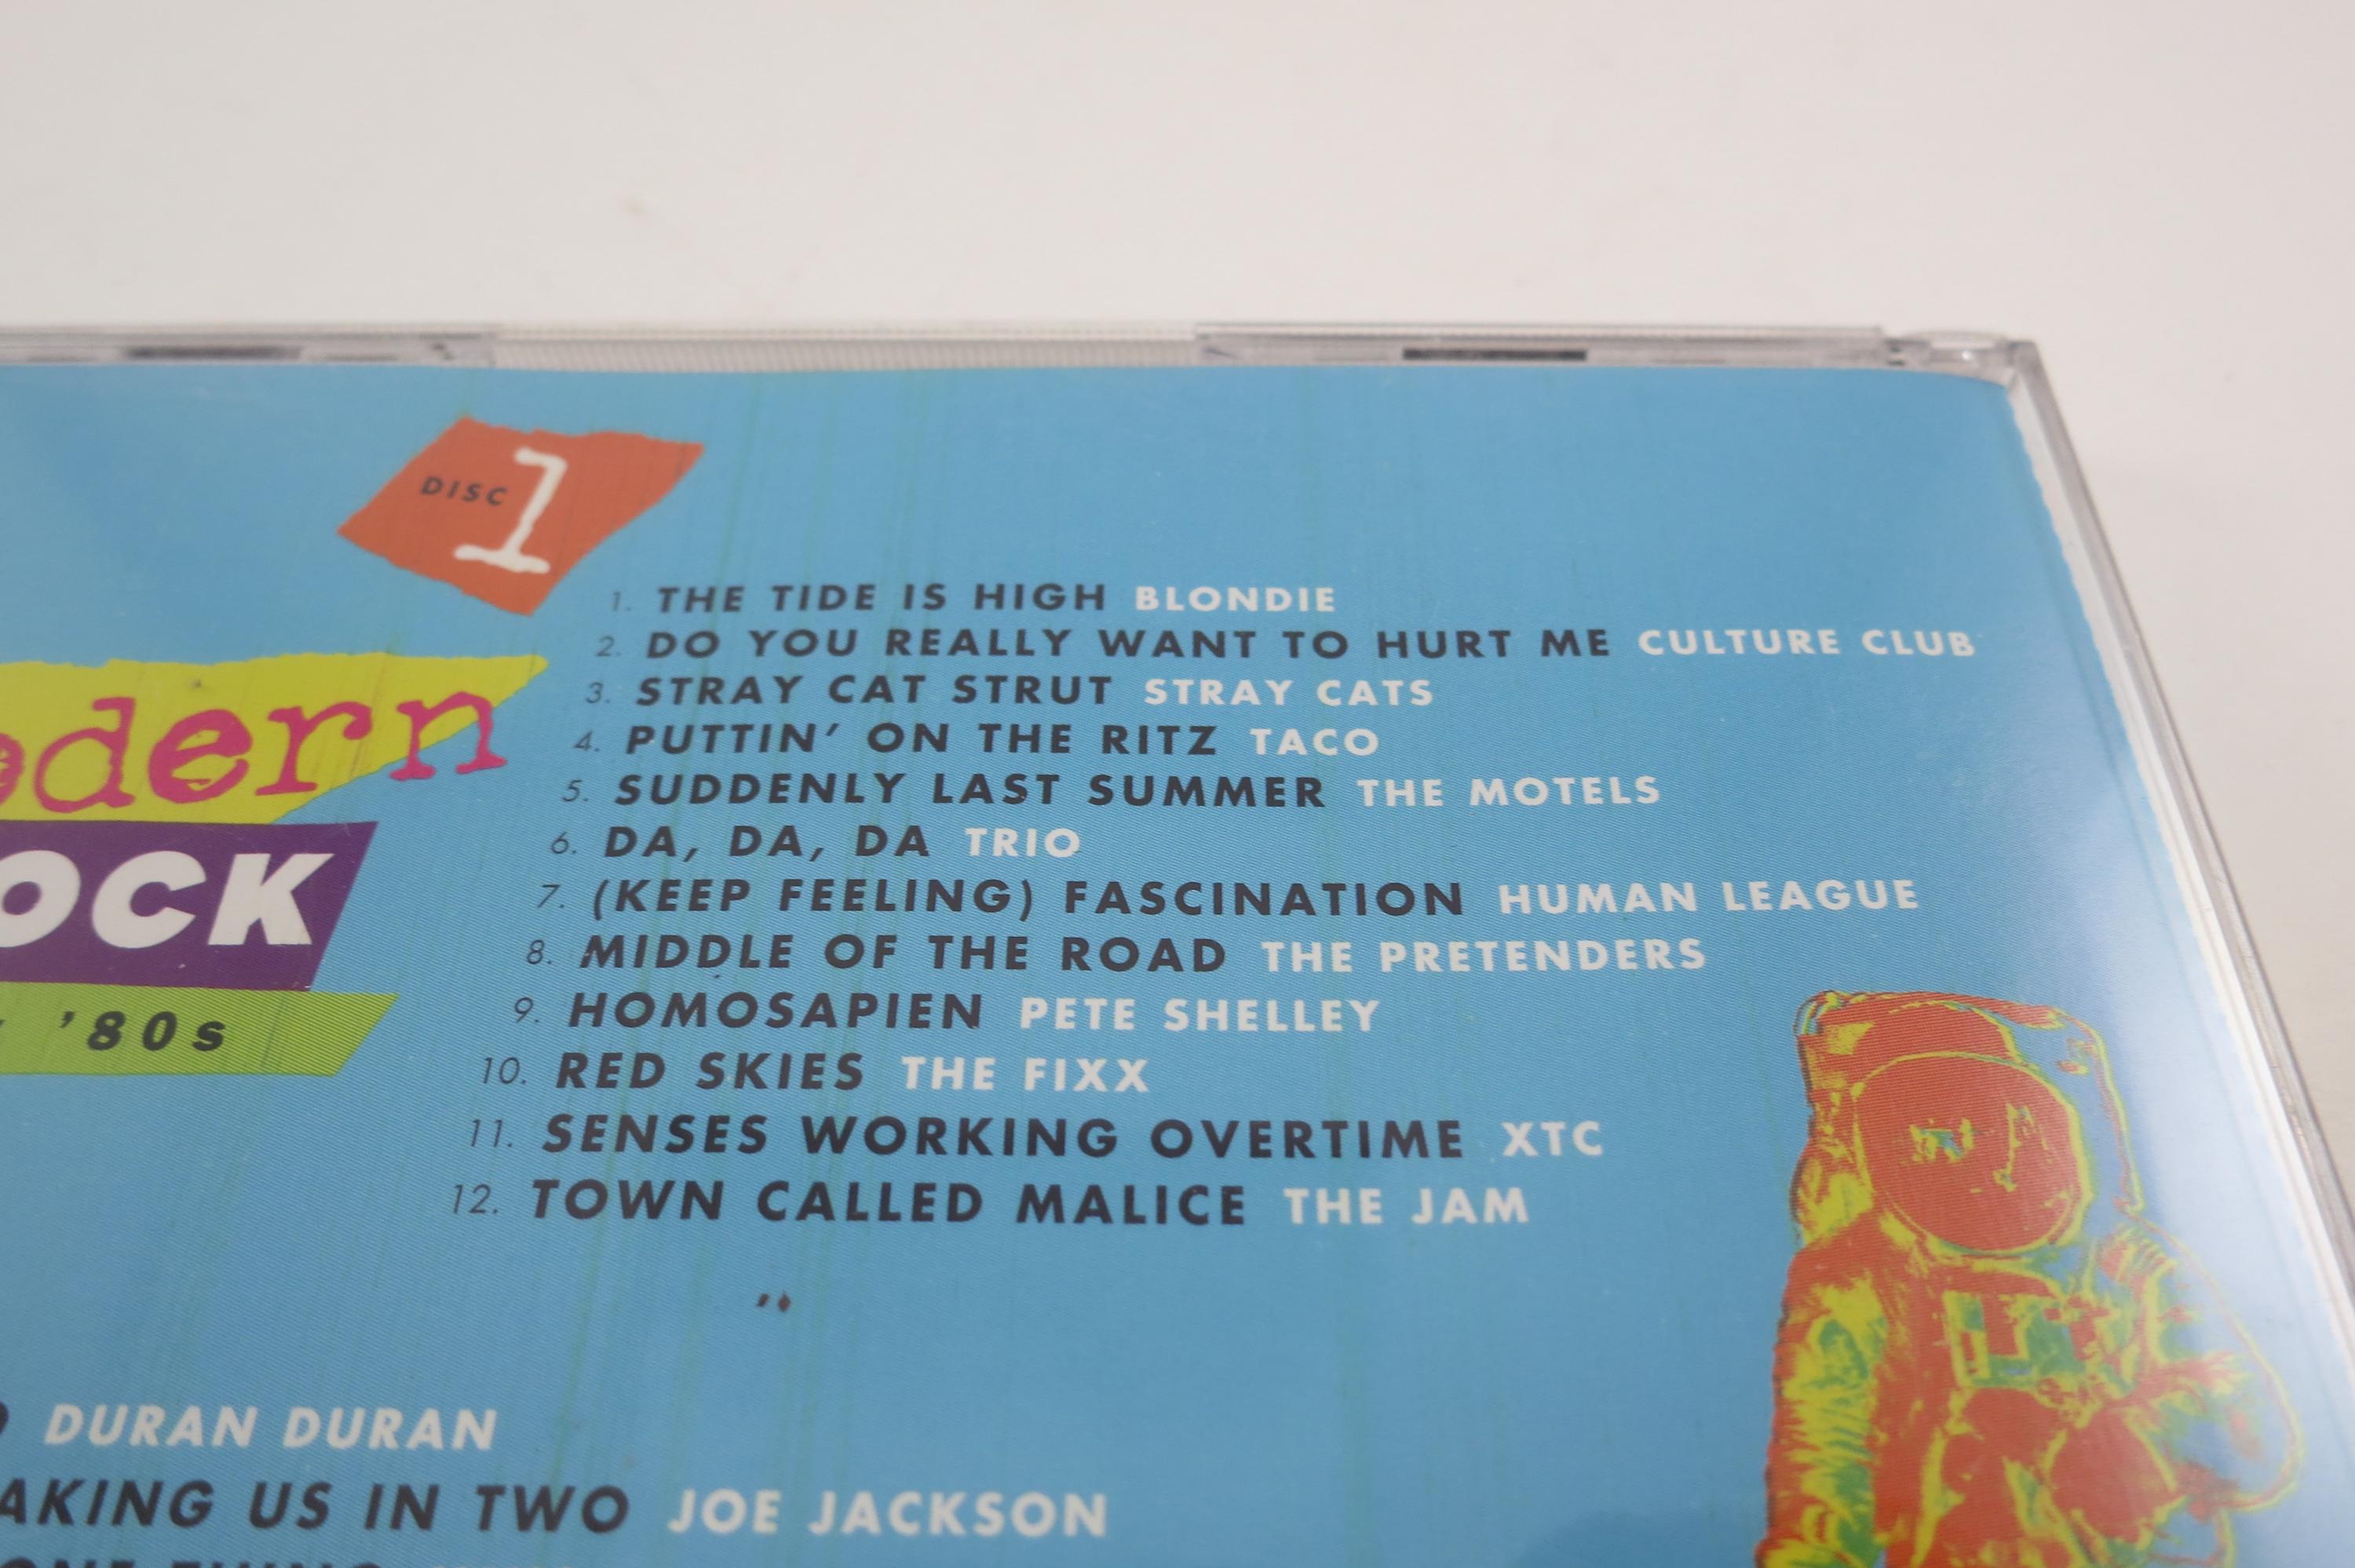 DISC 1
1. THE TIDE IS HIGH BLONDIE
2. DO YOU REALLY WANT TO HURT ME CULTURE CLUB
3. STRAY CAT STRUT STRAY CATS
4. PUTTIN' ON THE RITZ TACO
5. SUDDENLY LAST SUMMER THE MOTELS
6. DA, DA, DA TRIO
7. (KEEP FEELING) FASCINATION HUMAN LEAGUE
8. MIDDLE OF THE ROAD THE PRETENDERS
9. HOMOSAPIEN PETE SHELLEY
10. RED SKIES THE FIXX
11. SENSES WORKING OVERTIME XTC
12. TOWN CALLED MALICE THE JAM
odern
OCK
'80s
DURAN DURAN
AKING US IN TWO JOE JACKSON